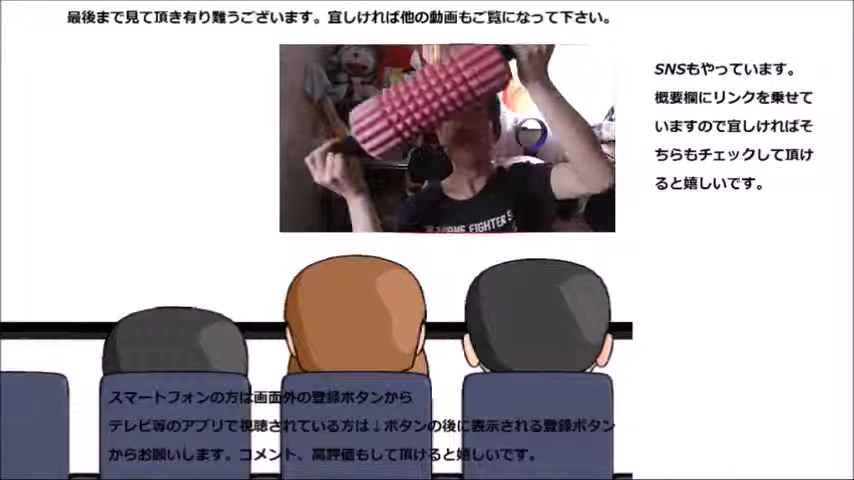 最後まで見て頂き有り難うございます。宜しければ他の動画もご覧になって下さい。
SNSもやっています。
概要欄にリンクを乗せて
いますので宜しければそ
ちらもチェックして頂け
ると嬉しいです。
FIGHTER
スマートフォンの方は画面外の登録ボタンから
テレビ等のアプリで視聴されている方は↓ボタンの後に表示される登録ボタン
からお願いします。コメント、高評価もして頂けると嬉しいです。